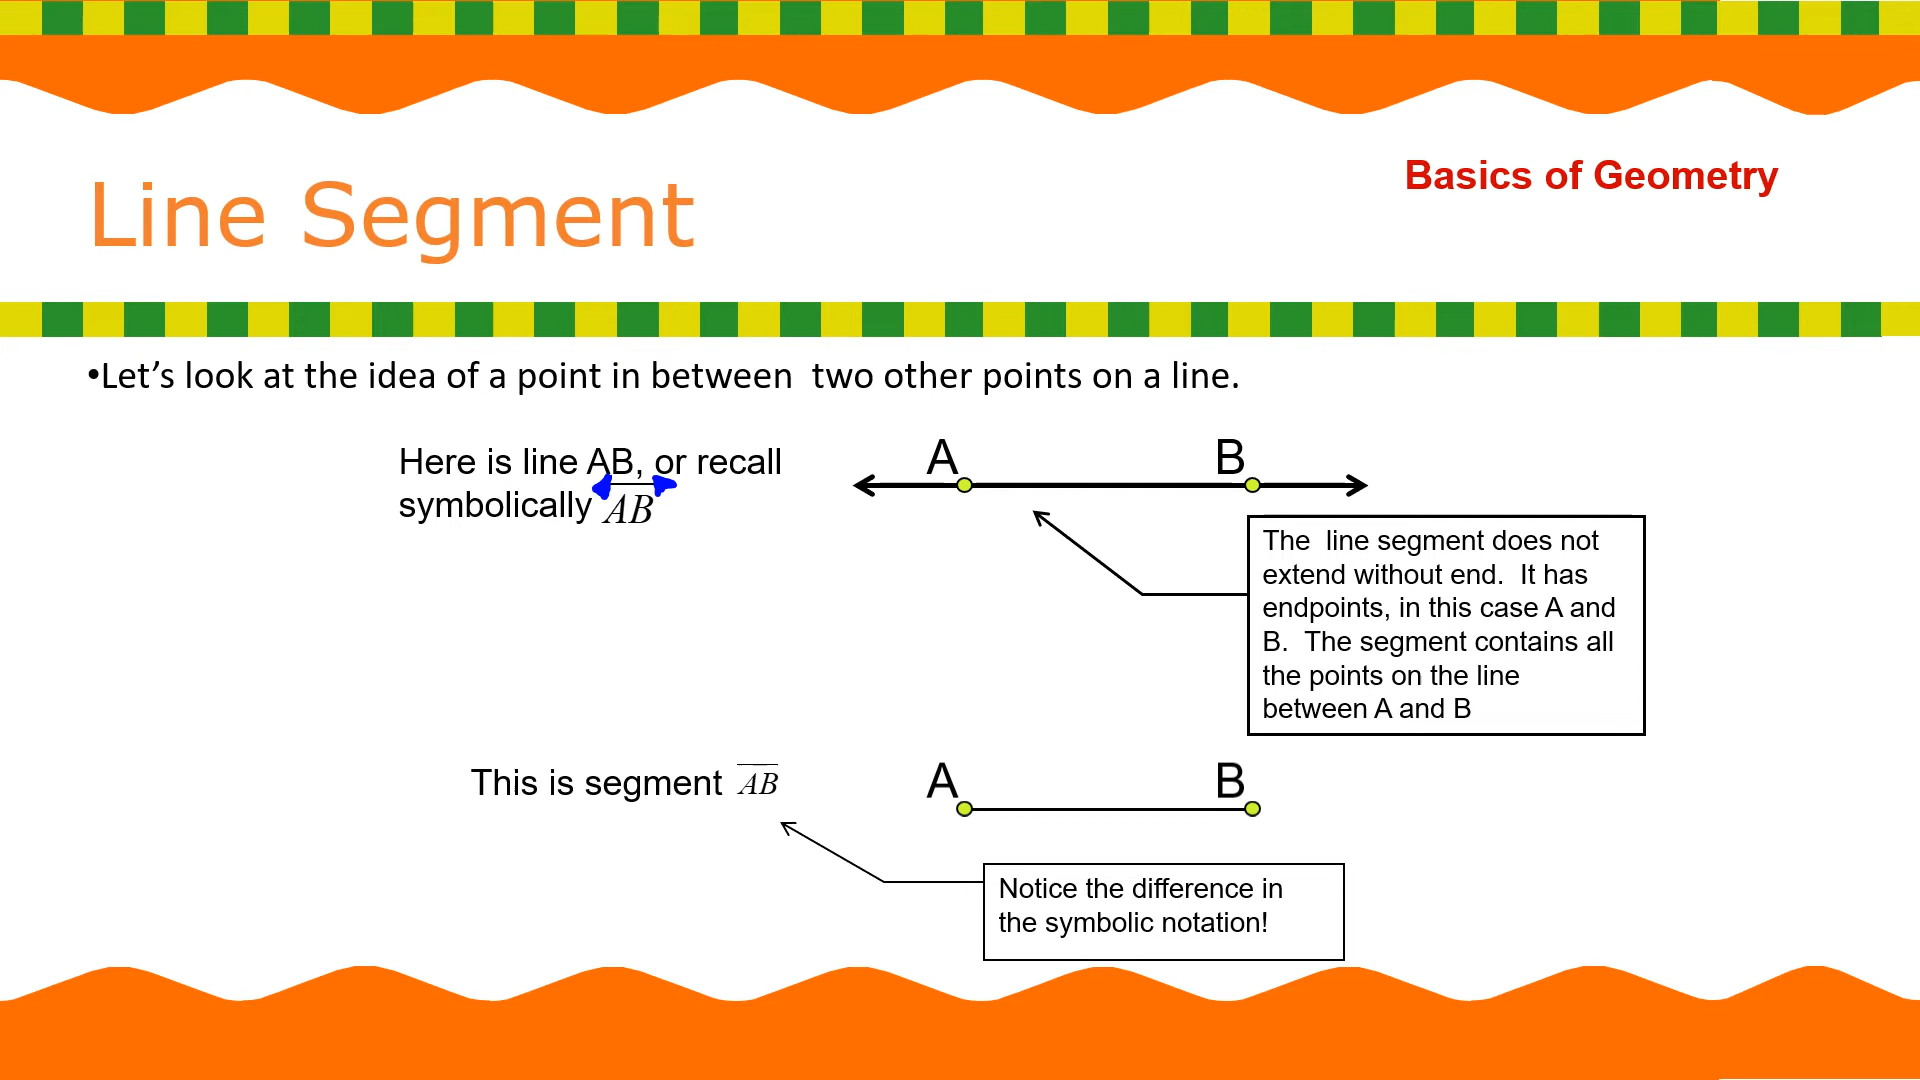 Basics of Geometry
Line Segment
•Let’s look at the idea of a point in between  two other points on a line.
Here is line AB, or recall
symbolically AB
A B
The  line segment does not
extend without end.  It has
endpoints, in this case A and
B.  The segment contains all
the points on the line
between A and B
This is segment AB
A B
Notice the difference in
the symbolic notation!